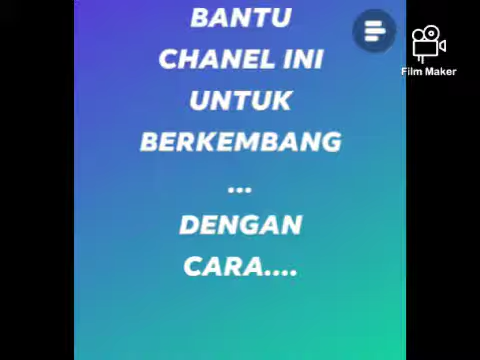 BANTU
CHANEL INI
UNTUK
BERKEMBANG
...
DENGAN
CARA....
Film Maker